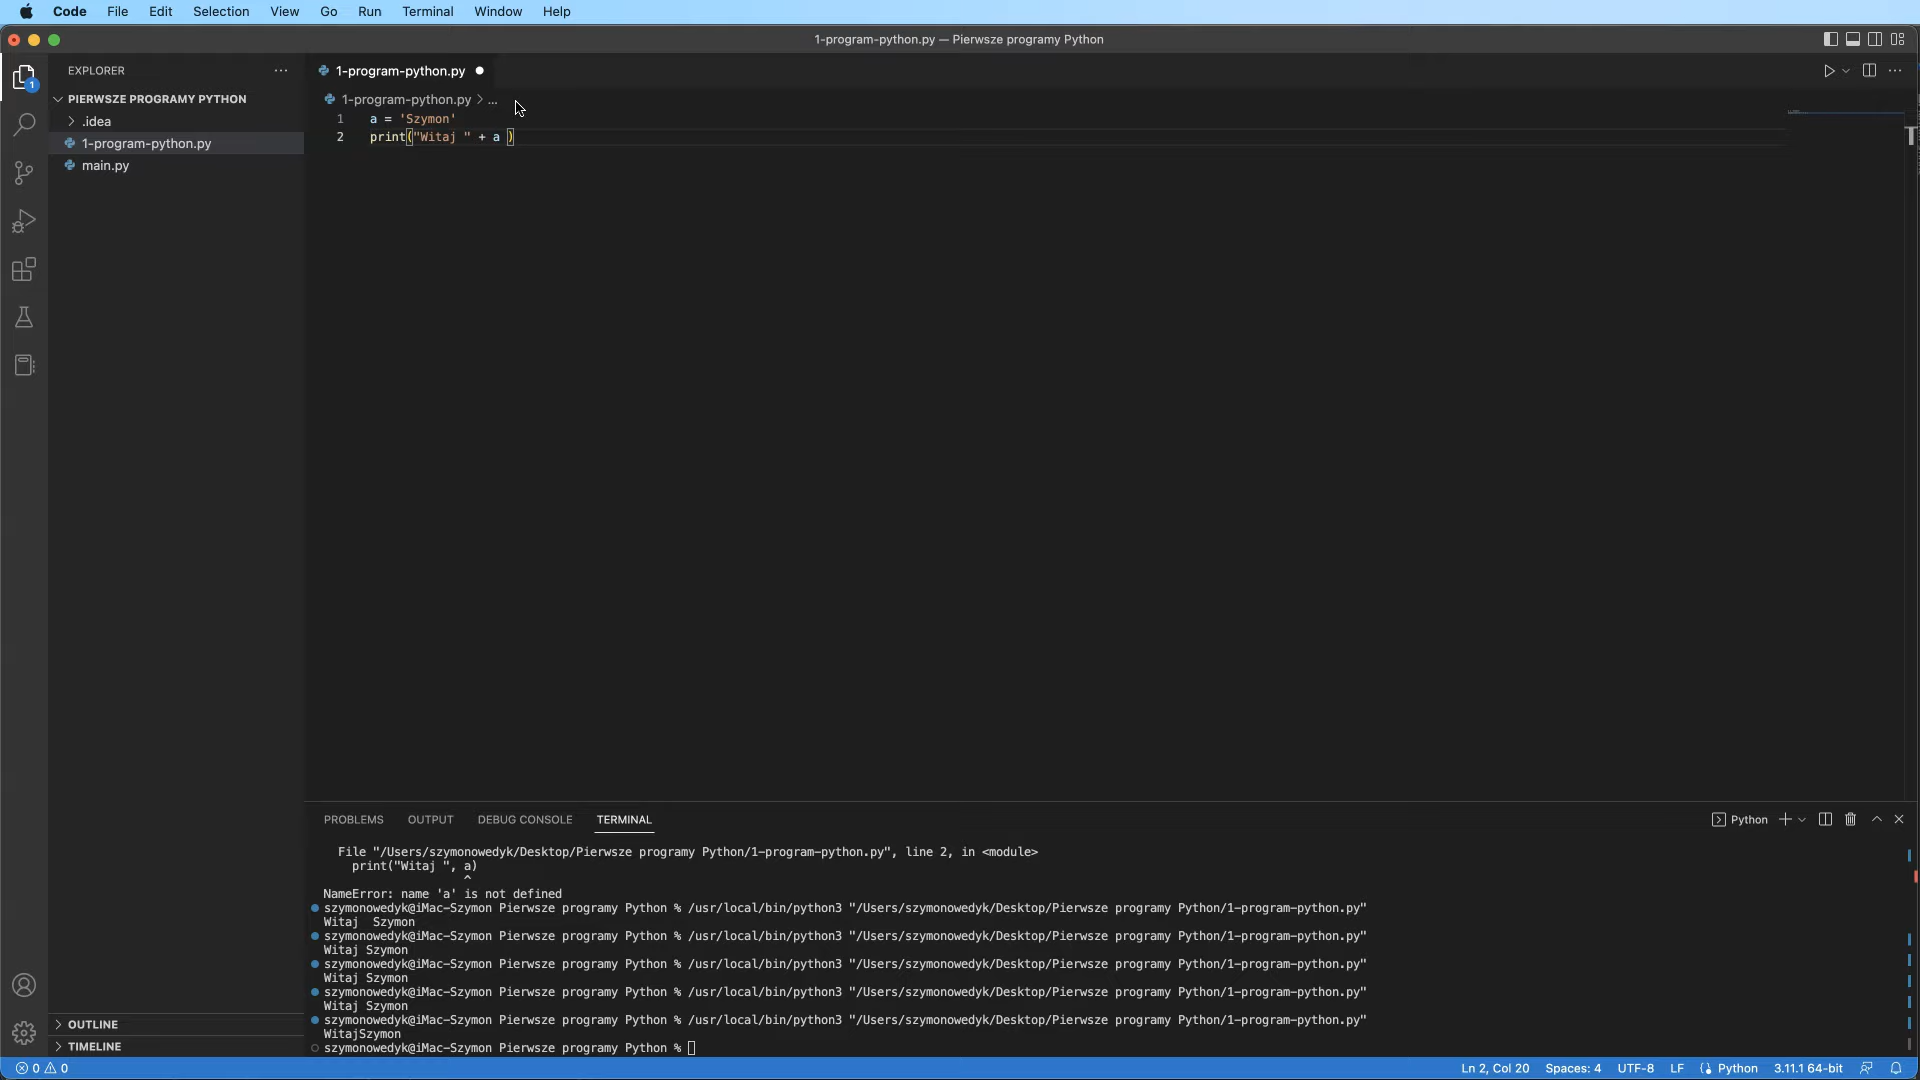 Code File Edit Selection View Go Run Terminal Window Help
1-program-python.py — Pierwsze programy Python
EXPLORER
1
PIERWSZE PROGRAMY PYTHON
.idea
1-program-python.py
main.py
OUTLINE
TIMELINE
1-program-python.py
1-program-python.py > ...
1 a = 'Szymon'
2 print("Witaj " + a )
PROBLEMS OUTPUT DEBUG CONSOLE TERMINAL
Python
File "/Users/szymonowedyk/Desktop/Pierwsze programy Python/1-program-python.py", line 2, in <module>
print("Witaj ", a)
^
NameError: name 'a' is not defined
szymonowedyk@iMac-Szymon Pierwsze programy Python % /usr/local/bin/python3 "/Users/szymonowedyk/Desktop/Pierwsze programy Python/1-program-python.py"
Witaj  Szymon
szymonowedyk@iMac-Szymon Pierwsze programy Python % /usr/local/bin/python3 "/Users/szymonowedyk/Desktop/Pierwsze programy Python/1-program-python.py"
Witaj Szymon
szymonowedyk@iMac-Szymon Pierwsze programy Python % /usr/local/bin/python3 "/Users/szymonowedyk/Desktop/Pierwsze programy Python/1-program-python.py"
Witaj Szymon
szymonowedyk@iMac-Szymon Pierwsze programy Python % /usr/local/bin/python3 "/Users/szymonowedyk/Desktop/Pierwsze programy Python/1-program-python.py"
Witaj Szymon
szymonowedyk@iMac-Szymon Pierwsze programy Python % /usr/local/bin/python3 "/Users/szymonowedyk/Desktop/Pierwsze programy Python/1-program-python.py"
WitajSzymon
szymonowedyk@iMac-Szymon Pierwsze programy Python %
0 0 Ln 2, Col 20 Spaces: 4 UTF-8 LF Python 3.11.1 64-bit